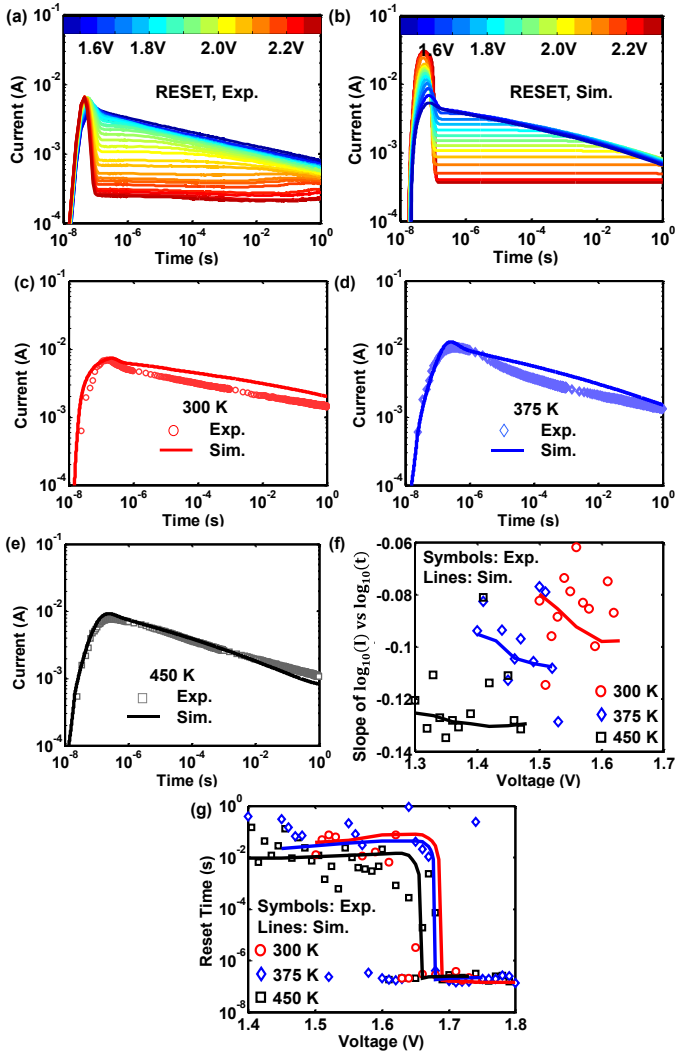 (a)
1.6V 1.8V 2.0V 2.2V
RESET, Exp.
Current (A)
10⁻¹
10⁻²
10⁻³
10⁻⁴
10⁻⁸ 10⁻⁶ 10⁻⁴ 10⁻² 10⁰
Time (s)
(b)
1.6V 1.8V 2.0V 2.2V
RESET, Sim.
Current (A)
10⁻¹
10⁻²
10⁻³
10⁻⁴
10⁻⁸ 10⁻⁶ 10⁻⁴ 10⁻² 10⁰
Time (s)
(c)
Current (A)
10⁻¹
10⁻²
10⁻³
10⁻⁴
300 K
Exp.
Sim.
10⁻⁸ 10⁻⁶ 10⁻⁴ 10⁻² 10⁰
Time (s)
(d)
Current (A)
10⁻¹
10⁻²
10⁻³
10⁻⁴
375 K
Exp.
Sim.
10⁻⁸ 10⁻⁶ 10⁻⁴ 10⁻² 10⁰
Time (s)
(e)
Current (A)
10⁻¹
10⁻²
10⁻³
10⁻⁴
450 K
Exp.
Sim.
10⁻⁸ 10⁻⁶ 10⁻⁴ 10⁻² 10⁰
Time (s)
(f)
Slope of log₁₀(I) vs log₁₀(t)
-0.06
-0.08
-0.1
-0.12
-0.14
Symbols: Exp.
Lines: Sim.
300 K
375 K
450 K
1.3 1.4 1.5 1.6 1.7
Voltage (V)
(g)
Reset Time (s)
10⁰
10⁻²
10⁻⁴
10⁻⁶
10⁻⁸
Symbols: Exp.
Lines: Sim.
300 K
375 K
450 K
1.4 1.5 1.6 1.7 1.8
Voltage (V)